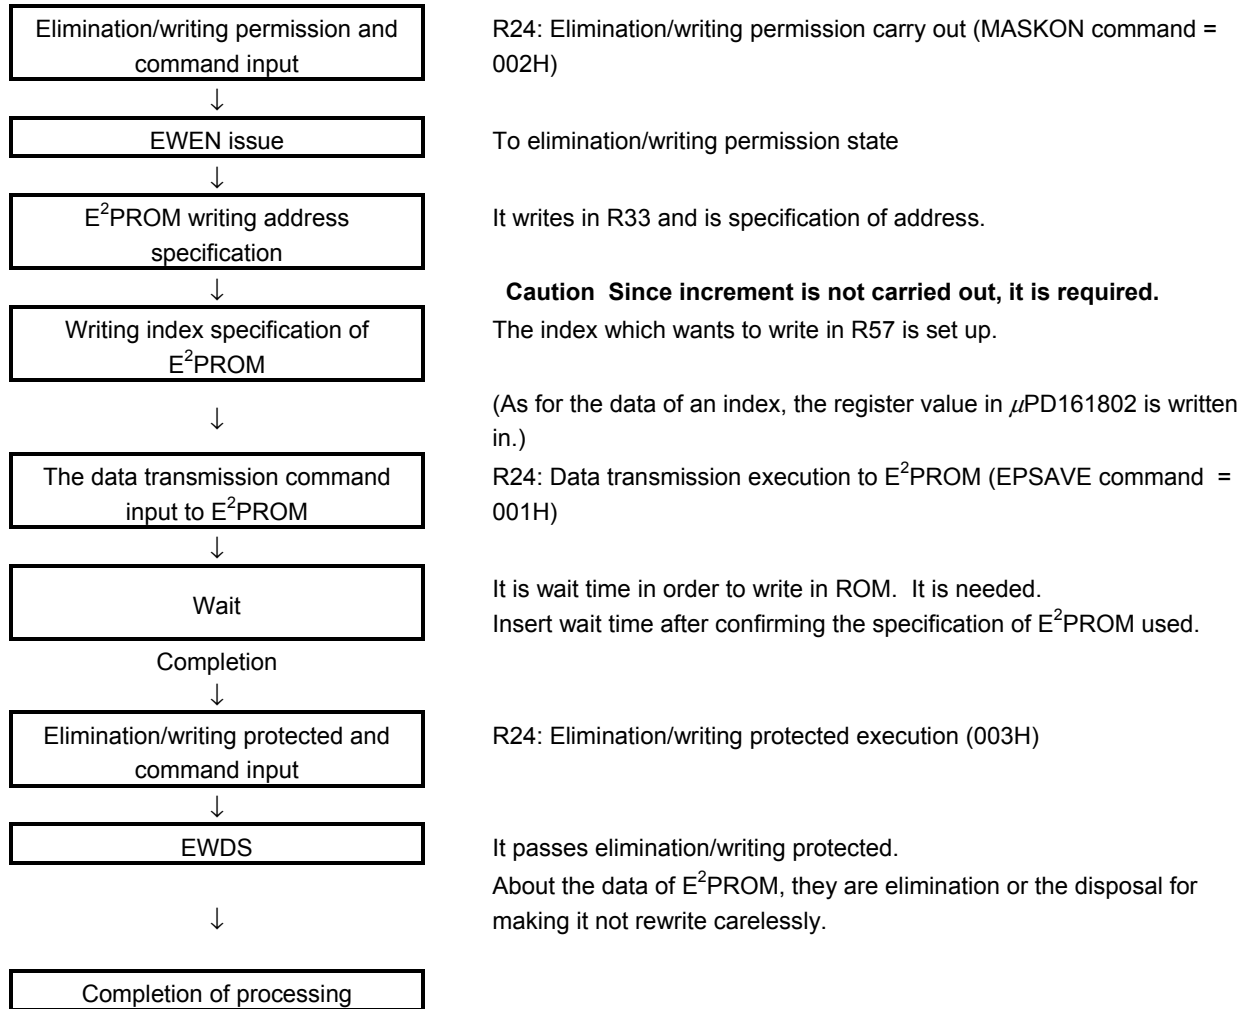 Elimination/writing permission and
command input
R24: Elimination/writing permission carry out (MASKON command =
002H)
↓
EWEN issue
To elimination/writing permission state
↓
E²PROM writing address
specification
It writes in R33 and is specification of address.
↓
Caution  Since increment is not carried out, it is required.
Writing index specification of
E²PROM
The index which wants to write in R57 is set up.
↓
(As for the data of an index, the register value in μPD161802 is written
in.)
The data transmission command
input to E²PROM
R24: Data transmission execution to E²PROM (EPSAVE command  =
001H)
↓
Wait
It is wait time in order to write in ROM.  It is needed.
Insert wait time after confirming the specification of E²PROM used.
Completion
↓
Elimination/writing protected and
command input
R24: Elimination/writing protected execution (003H)
↓
EWDS
It passes elimination/writing protected.
About the data of E²PROM, they are elimination or the disposal for
making it not rewrite carelessly.
↓
Completion of processing